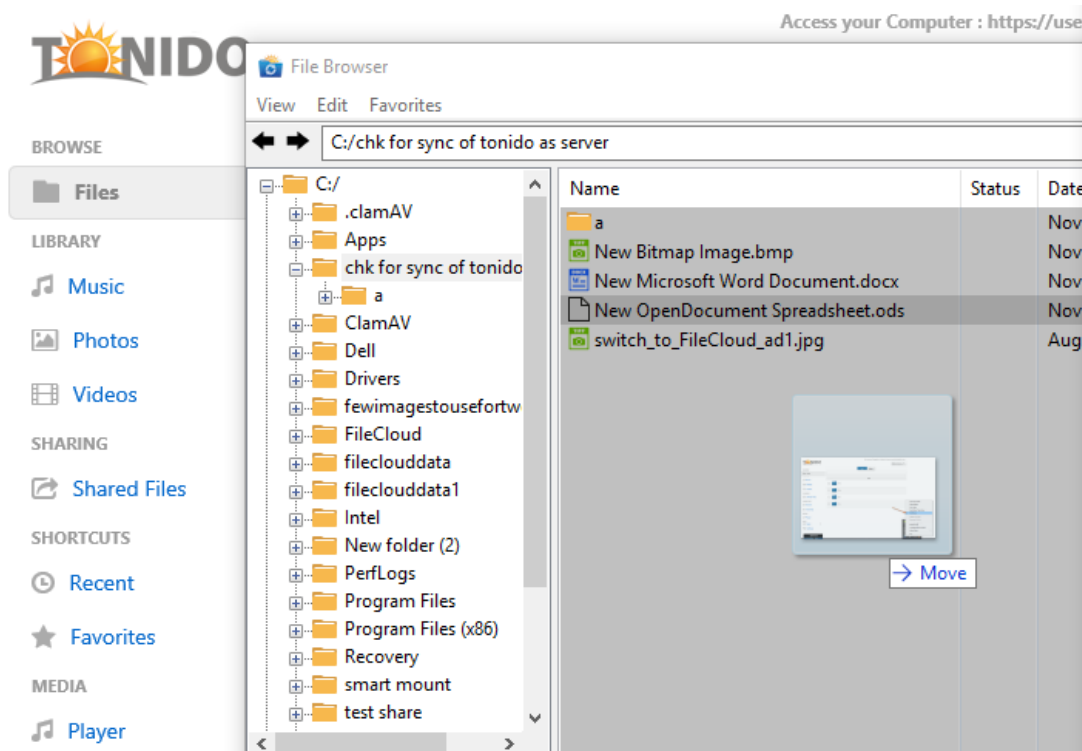 Access your Computer : https://use
TONIDO
File Browser
View Edit Favorites
C:/chk for sync of tonido as server
BROWSE
Files
LIBRARY
Music
Photos
Videos
SHARING
Shared Files
SHORTCUTS
Recent
Favorites
MEDIA
Player
C:/
.clamAV
Apps
chk for sync of tonido
a
ClamAV
Dell
Drivers
fewimagestousefortw
FileCloud
fileclouddata
fileclouddata1
Intel
New folder (2)
PerfLogs
Program Files
Program Files (x86)
Recovery
smart mount
test share
Name Status Date
a Nov
New Bitmap Image.bmp Nov
New Microsoft Word Document.docx Nov
New OpenDocument Spreadsheet.ods Nov
switch_to_FileCloud_ad1.jpg Aug
Move